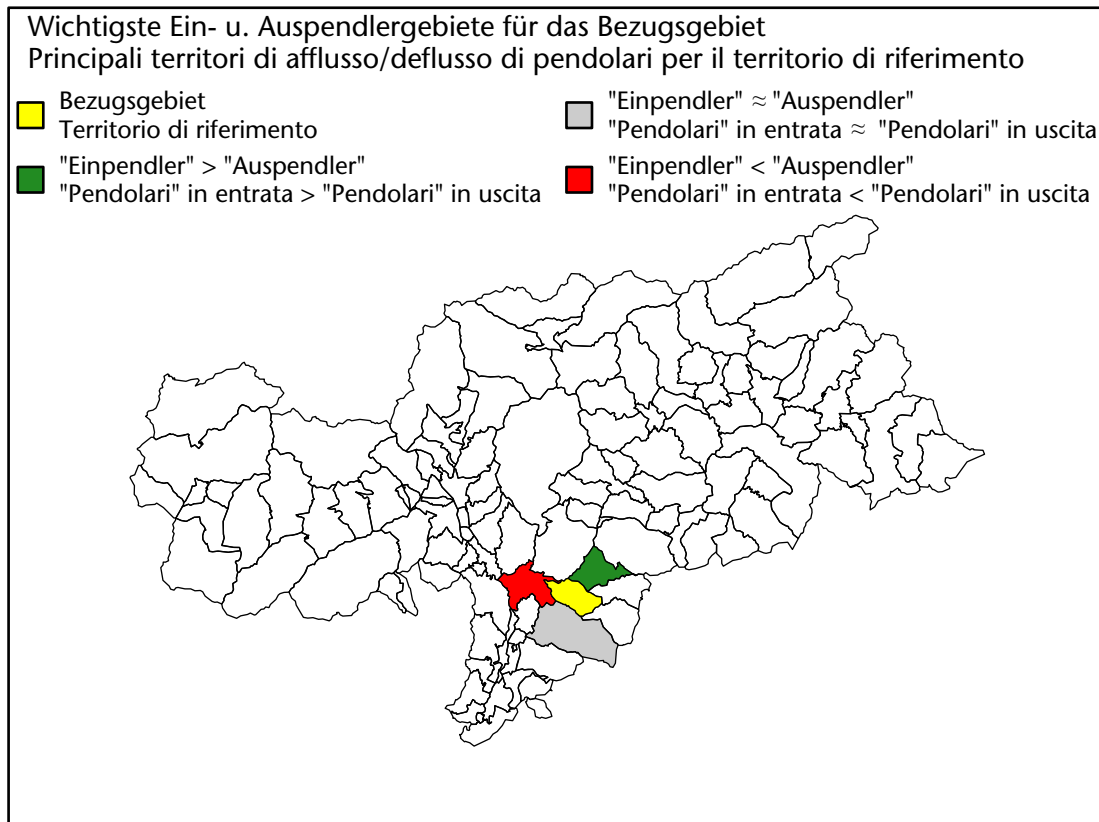 Wichtigste Ein- u. Auspendlergebiete für das Bezugsgebiet
Principali territori di afflusso/deflusso di pendolari per il territorio di riferimento
Bezugsgebiet
Territorio di riferimento
"Einpendler" ≈ "Auspendler"
"Pendolari" in entrata ≈ "Pendolari" in uscita
"Einpendler" > "Auspendler"
"Pendolari" in entrata > "Pendolari" in uscita
"Einpendler" < "Auspendler"
"Pendolari" in entrata < "Pendolari" in uscita